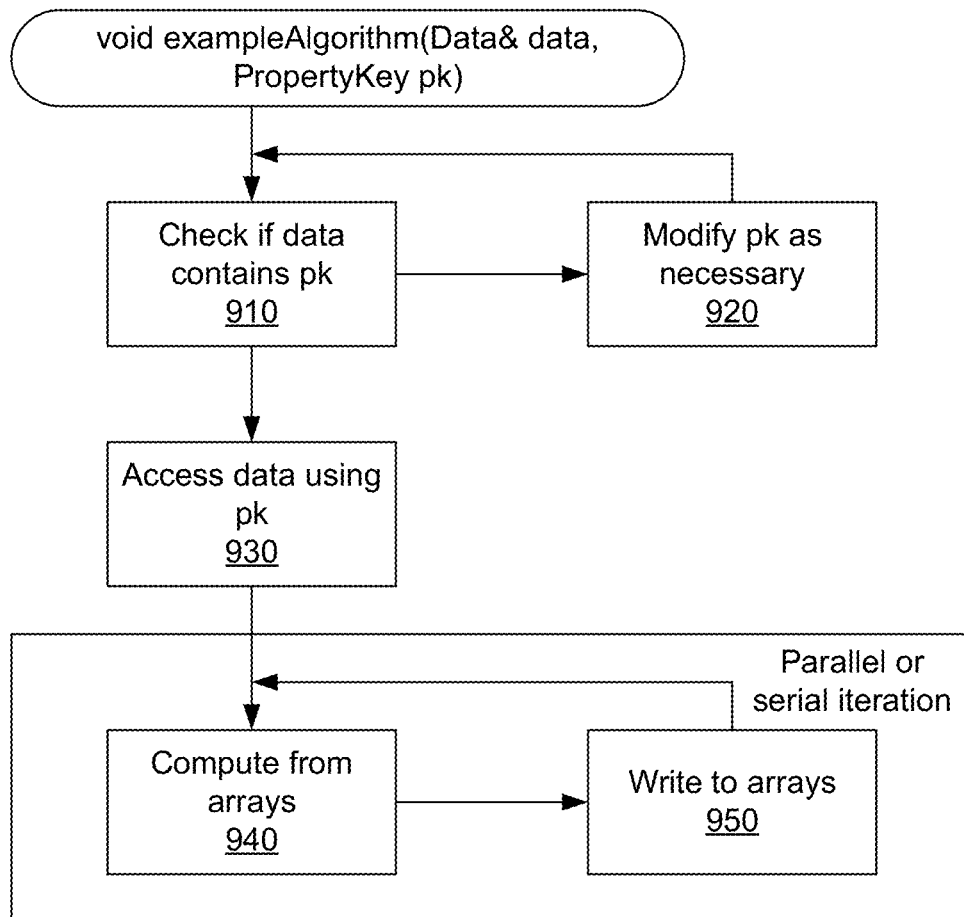 void exampleAlgorithm(Data& data,
PropertyKey pk)
Check if data
contains pk
910
Modify pk as
necessary
920
Access data using
pk
930
Parallel or
serial iteration
Compute from
arrays
940
Write to arrays
950